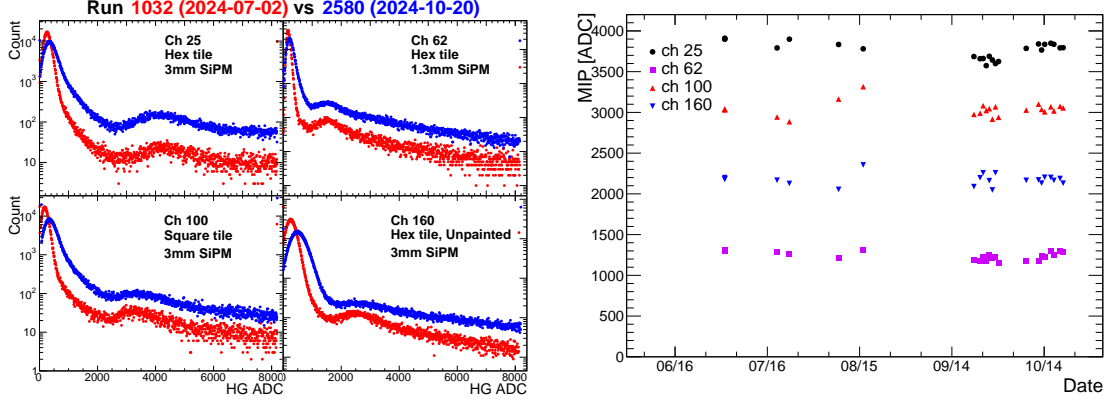 Run 1032 (2024-07-02) vs 2580 (2024-10-20)
Count
10⁴
10³
10²
10
1
Ch 25
Hex tile
3mm SiPM
Ch 62
Hex tile
1.3mm SiPM
Count
10⁴
10³
10²
10
1
Ch 100
Square tile
3mm SiPM
Ch 160
Hex tile, Unpainted
3mm SiPM
0 2000 4000 6000 8000
HG ADC
2000 4000 6000 8000
HG ADC
MIP [ADC]
4000
3500
3000
2500
2000
1500
1000
500
0
ch 25
ch 62
ch 100
ch 160
06/16 07/16 08/15 09/14 10/14
Date